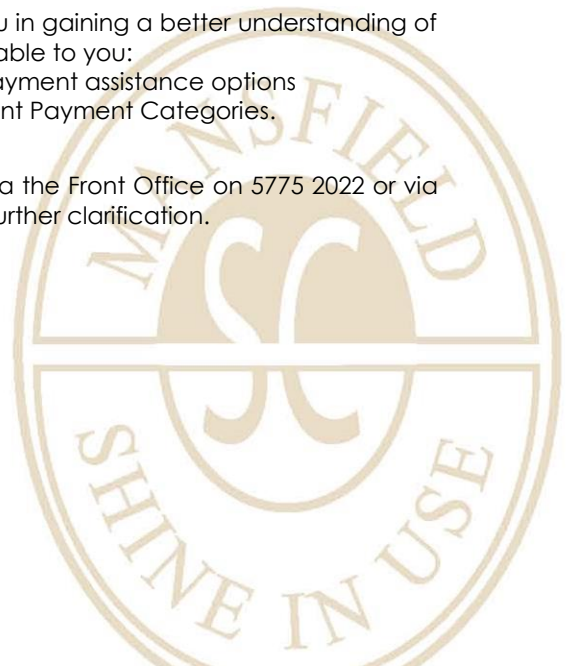 u in gaining a better understanding of
able to you:
ayment assistance options
nt Payment Categories.
a the Front Office on 5775 2022 or via
urther clarification.
MANSFIELD
SC
SHINE IN USE